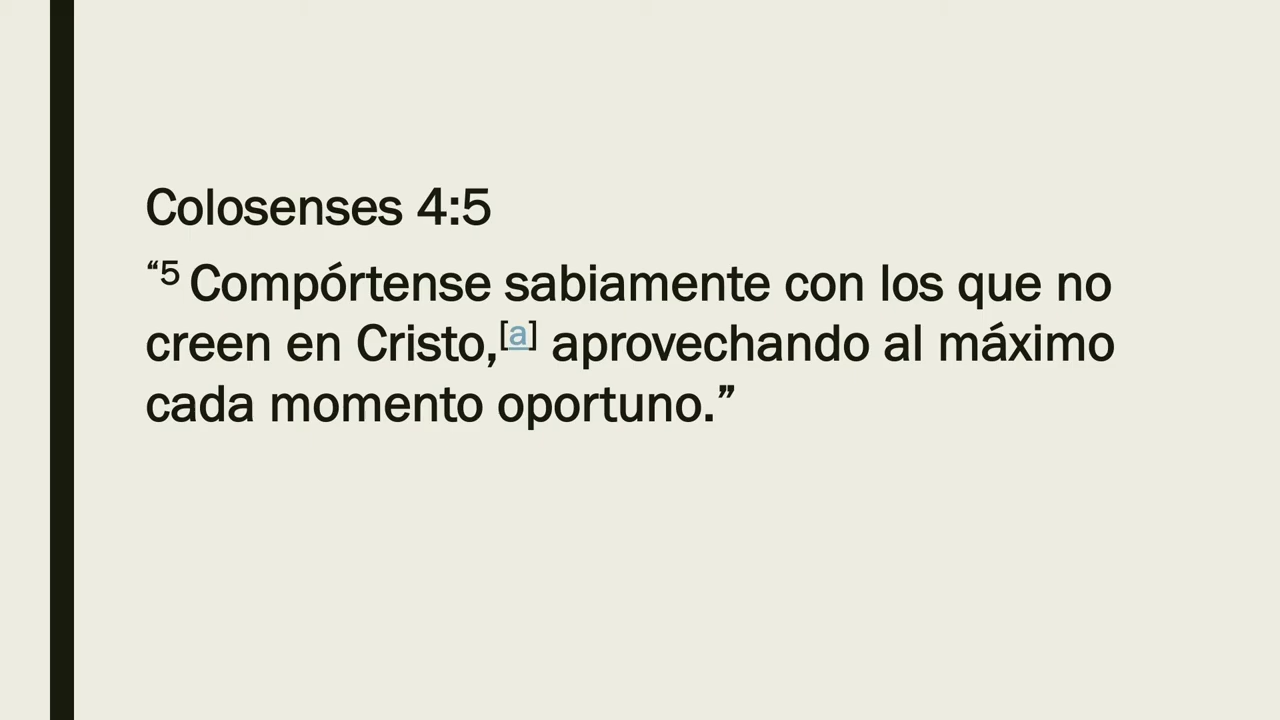 Colosenses 4:5
“5 Compórtense sabiamente con los que no
creen en Cristo,[a] aprovechando al máximo
cada momento oportuno.”